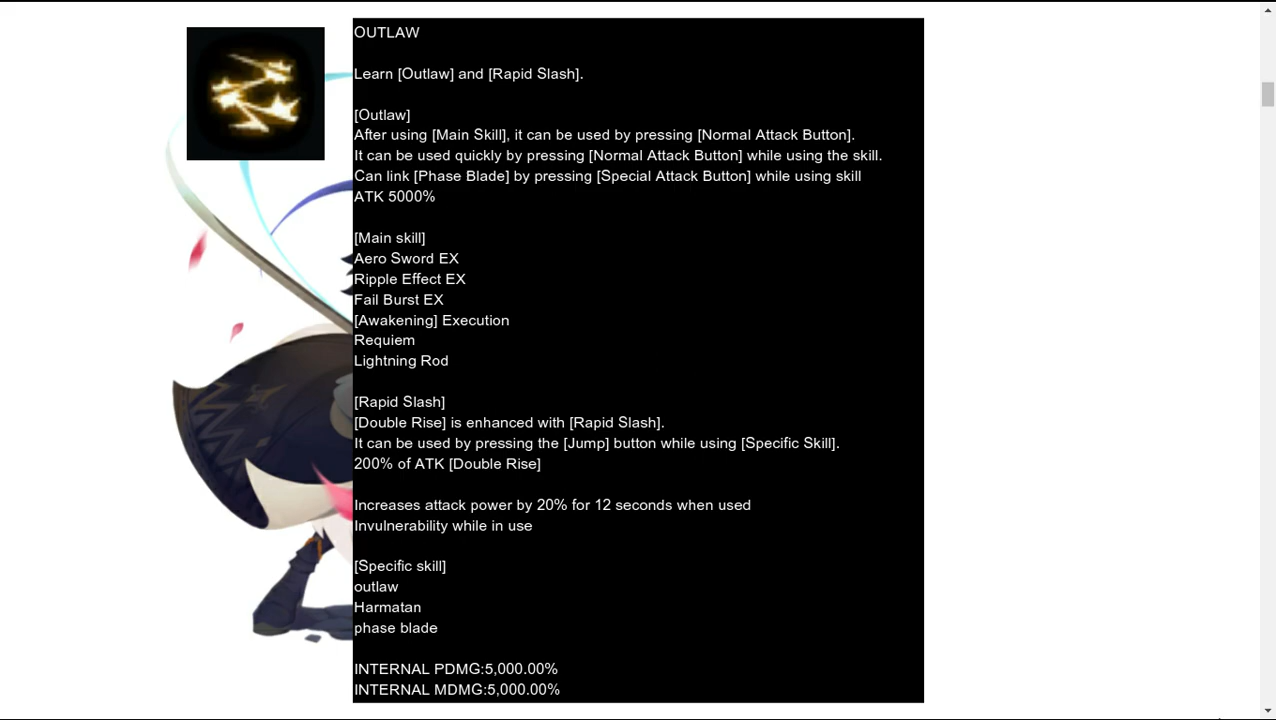 OUTLAW
Learn [Outlaw] and [Rapid Slash].
[Outlaw]
After using [Main Skill], it can be used by pressing [Normal Attack Button].
It can be used quickly by pressing [Normal Attack Button] while using the skill.
Can link [Phase Blade] by pressing [Special Attack Button] while using skill
ATK 5000%
[Main skill]
Aero Sword EX
Ripple Effect EX
Fail Burst EX
[Awakening] Execution
Requiem
Lightning Rod
[Rapid Slash]
[Double Rise] is enhanced with [Rapid Slash].
It can be used by pressing the [Jump] button while using [Specific Skill].
200% of ATK [Double Rise]
Increases attack power by 20% for 12 seconds when used
Invulnerability while in use
[Specific skill]
outlaw
Harmatan
phase blade
INTERNAL PDMG:5,000.00%
INTERNAL MDMG:5,000.00%